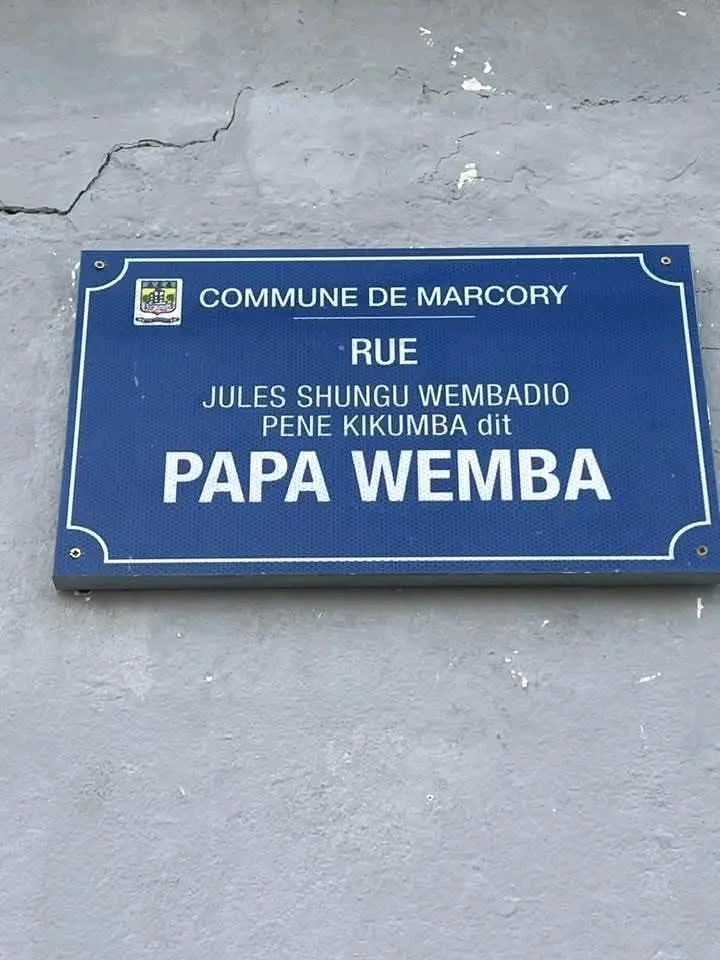 COMMUNE DE MARCORY
RUE
JULES SHUNGU WEMBADIO
PENE KIKUMBA dit
PAPA WEMBA